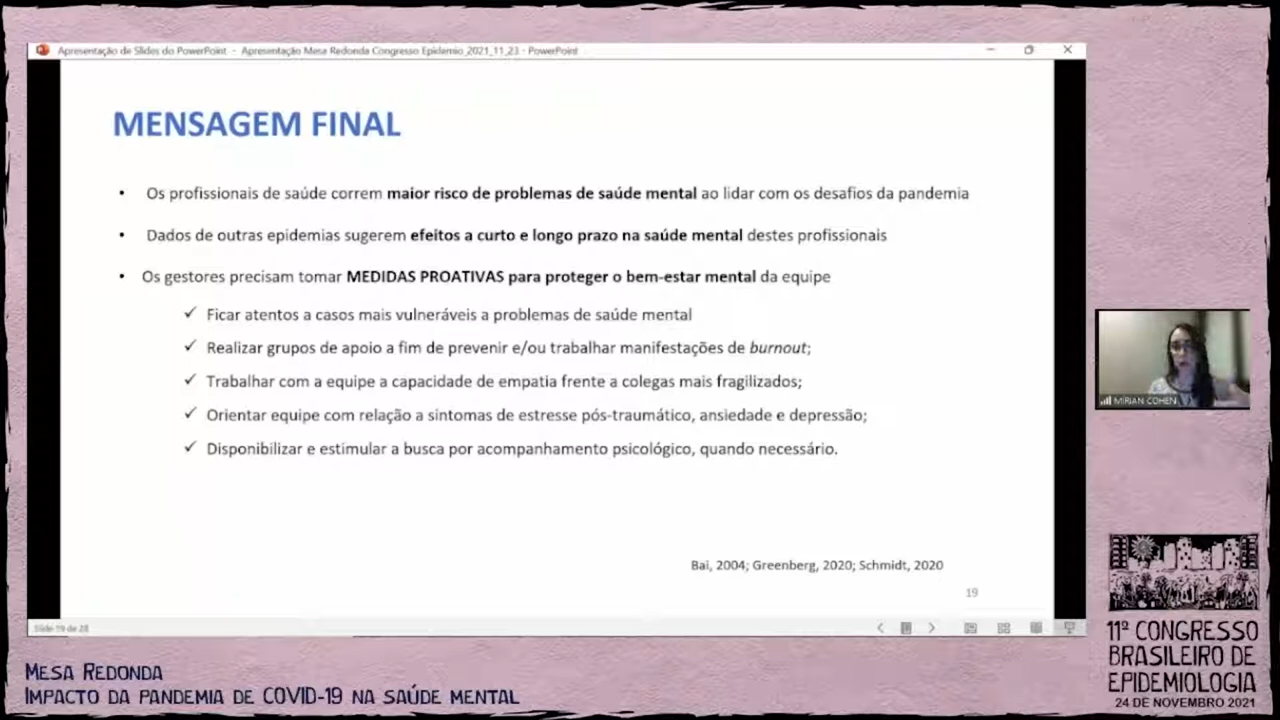 Apresentação de Slides do PowerPoint - Apresentação Mesa Redonda Congresso Epidemio_2021_11_23 - PowerPoint
MENSAGEM FINAL
• Os profissionais de saúde correm maior risco de problemas de saúde mental ao lidar com os desafios da pandemia
• Dados de outras epidemias sugerem efeitos a curto e longo prazo na saúde mental destes profissionais
• Os gestores precisam tomar MEDIDAS PROATIVAS para proteger o bem-estar mental da equipe
✓ Ficar atentos a casos mais vulneráveis a problemas de saúde mental
✓ Realizar grupos de apoio a fim de prevenir e/ou trabalhar manifestações de burnout;
✓ Trabalhar com a equipe a capacidade de empatia frente a colegas mais fragilizados;
✓ Orientar equipe com relação a sintomas de estresse pós-traumático, ansiedade e depressão;
✓ Disponibilizar e estimular a busca por acompanhamento psicológico, quando necessário.
Bai, 2004; Greenberg, 2020; Schmidt, 2020
19
Slide 19 de 28
MÍRIAN COHEN
MESA REDONDA
IMPACTO DA PANDEMIA DE COVID-19 NA SAÚDE MENTAL
11º CONGRESSO
BRASILEIRO DE
EPIDEMIOLOGIA
24 DE NOVEMBRO 2021